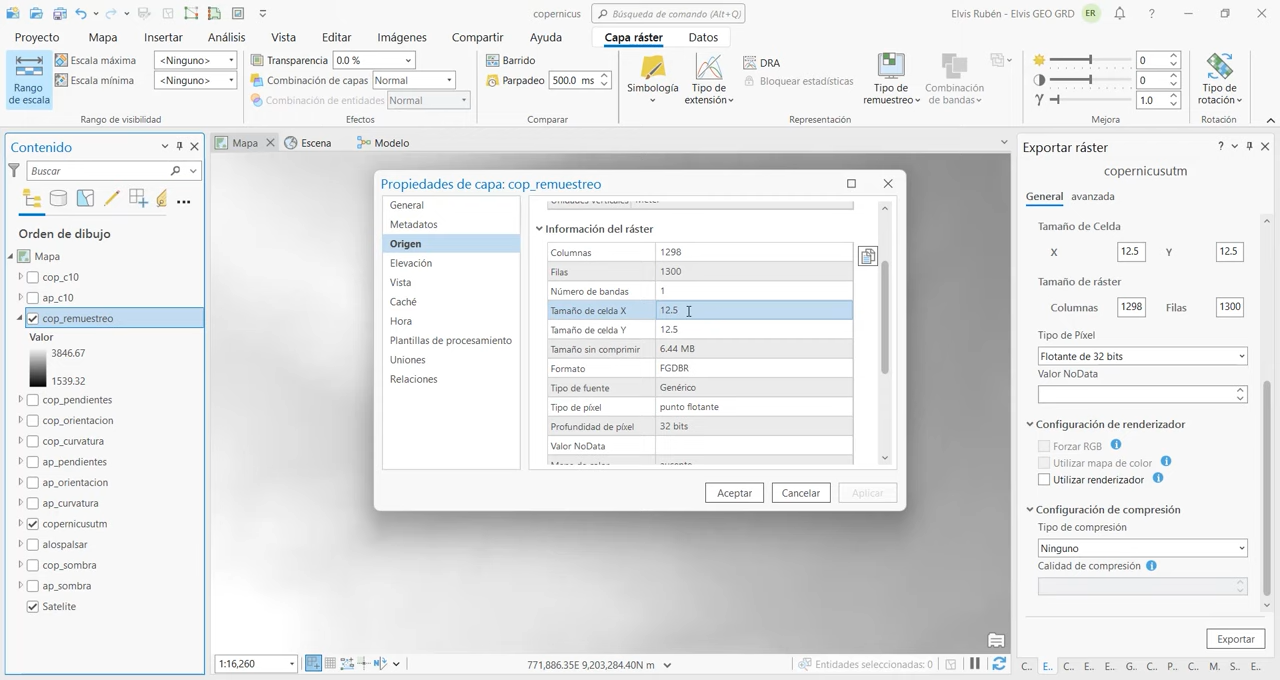 copernicus
Búsqueda de comando (Alt+Q)
Elvis Rubén - Elvis GEO GRD
ER
?
Proyecto
Mapa
Insertar
Análisis
Vista
Editar
Imágenes
Compartir
Ayuda
Capa ráster
Datos
Rango
de escala
Escala máxima
<Ninguno>
Escala mínima
<Ninguno>
Rango de visibilidad
Transparencia
0.0 %
Combinación de capas
Normal
Combinación de entidades
Normal
Efectos
Barrido
Parpadeo
500.0 ms
Comparar
Simbología
Tipo de
extensión
DRA
Bloquear estadísticas
Tipo de
remuestreo
Combinación
de bandas
Representación
0
0
1.0
Mejora
Tipo de
rotación
Rotación
Contenido
Buscar
Orden de dibujo
Mapa
cop_c10
ap_c10
cop_remuestreo
Valor
3846.67
1539.32
cop_pendientes
cop_orientacion
cop_curvatura
ap_pendientes
ap_orientacion
ap_curvatura
copernicusutm
alospalsar
cop_sombra
ap_sombra
Satelite
Mapa
Escena
Modelo
Propiedades de capa: cop_remuestreo
General
Metadatos
Origen
Elevación
Vista
Caché
Hora
Plantillas de procesamiento
Uniones
Relaciones
Información del ráster
Columnas 1298
Filas 1300
Número de bandas 1
Tamaño de celda X 12.5
Tamaño de celda Y 12.5
Tamaño sin comprimir 6.44 MB
Formato FGDBR
Tipo de fuente Genérico
Tipo de píxel punto flotante
Profundidad de píxel 32 bits
Valor NoData
Aceptar
Cancelar
Aplicar
1:16,260
771,886.35E 9,203,284.40N m
Entidades seleccionadas: 0
Exportar ráster
?
copernicusutm
General
avanzada
Tamaño de Celda
X 12.5 Y 12.5
Tamaño de ráster
Columnas 1298 Filas 1300
Tipo de Píxel
Flotante de 32 bits
Valor NoData
Configuración de renderizador
Forzar RGB
Utilizar mapa de color
Utilizar renderizador
Configuración de compresión
Tipo de compresión
Ninguno
Calidad de compresión
Exportar
C... E... C... E... E... G... C... P... C... M. S... E...